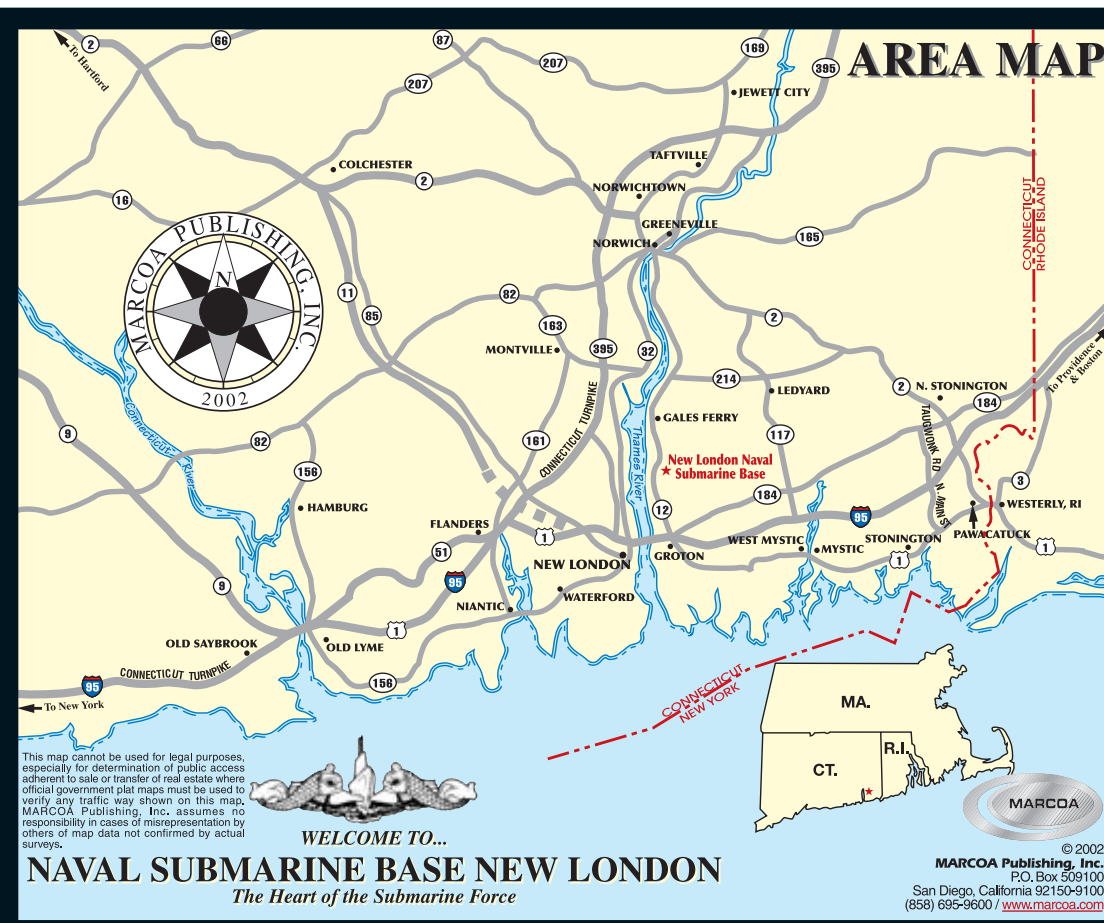 AREA MAP
2
To Hartford
66
87
207
207
169
395
JEWETT CITY
COLCHESTER
2
TAFTVILLE
NORWICHTOWN
GREENEVILLE
NORWICH
165
16
CONNECTICUT
RHODE ISLAND
MARCOA PUBLISHING, INC.
N
2002
11
85
82
163
MONTVILLE
395
32
2
214
LEDYARD
2
N. STONINGTON
184
To Providence
& Boston
9
Connecticut
River
82
156
HAMBURG
161
CONNECTICUT TURNPIKE
Thames River
GALES FERRY
117
New London Naval
Submarine Base
TAUGWONK RD
N-MAIN ST
3
184
12
95
WESTERLY, RI
PAWACATUCK
FLANDERS
1
51
NEW LONDON
GROTON
WEST MYSTIC
MYSTIC
STONINGTON
1
1
95
9
NIANTIC
WATERFORD
1
OLD SAYBROOK
OLD LYME
CONNECTICUT TURNPIKE
95
156
To New York
CONNECTICUT
NEW YORK
MA.
CT.
R.I.
This map cannot be used for legal purposes,
especially for determination of public access
adherent to sale or transfer of real estate where
official government plat maps must be used to
verify any traffic way shown on this map.
MARCOA Publishing, Inc. assumes no
responsibility in cases of misrepresentation by
others of map data not confirmed by actual
surveys.
WELCOME TO...
NAVAL SUBMARINE BASE NEW LONDON
The Heart of the Submarine Force
MARCOA
© 2002
MARCOA Publishing, Inc.
P.O. Box 509100
San Diego, California 92150-9100
(858) 695-9600 / www.marcoa.com